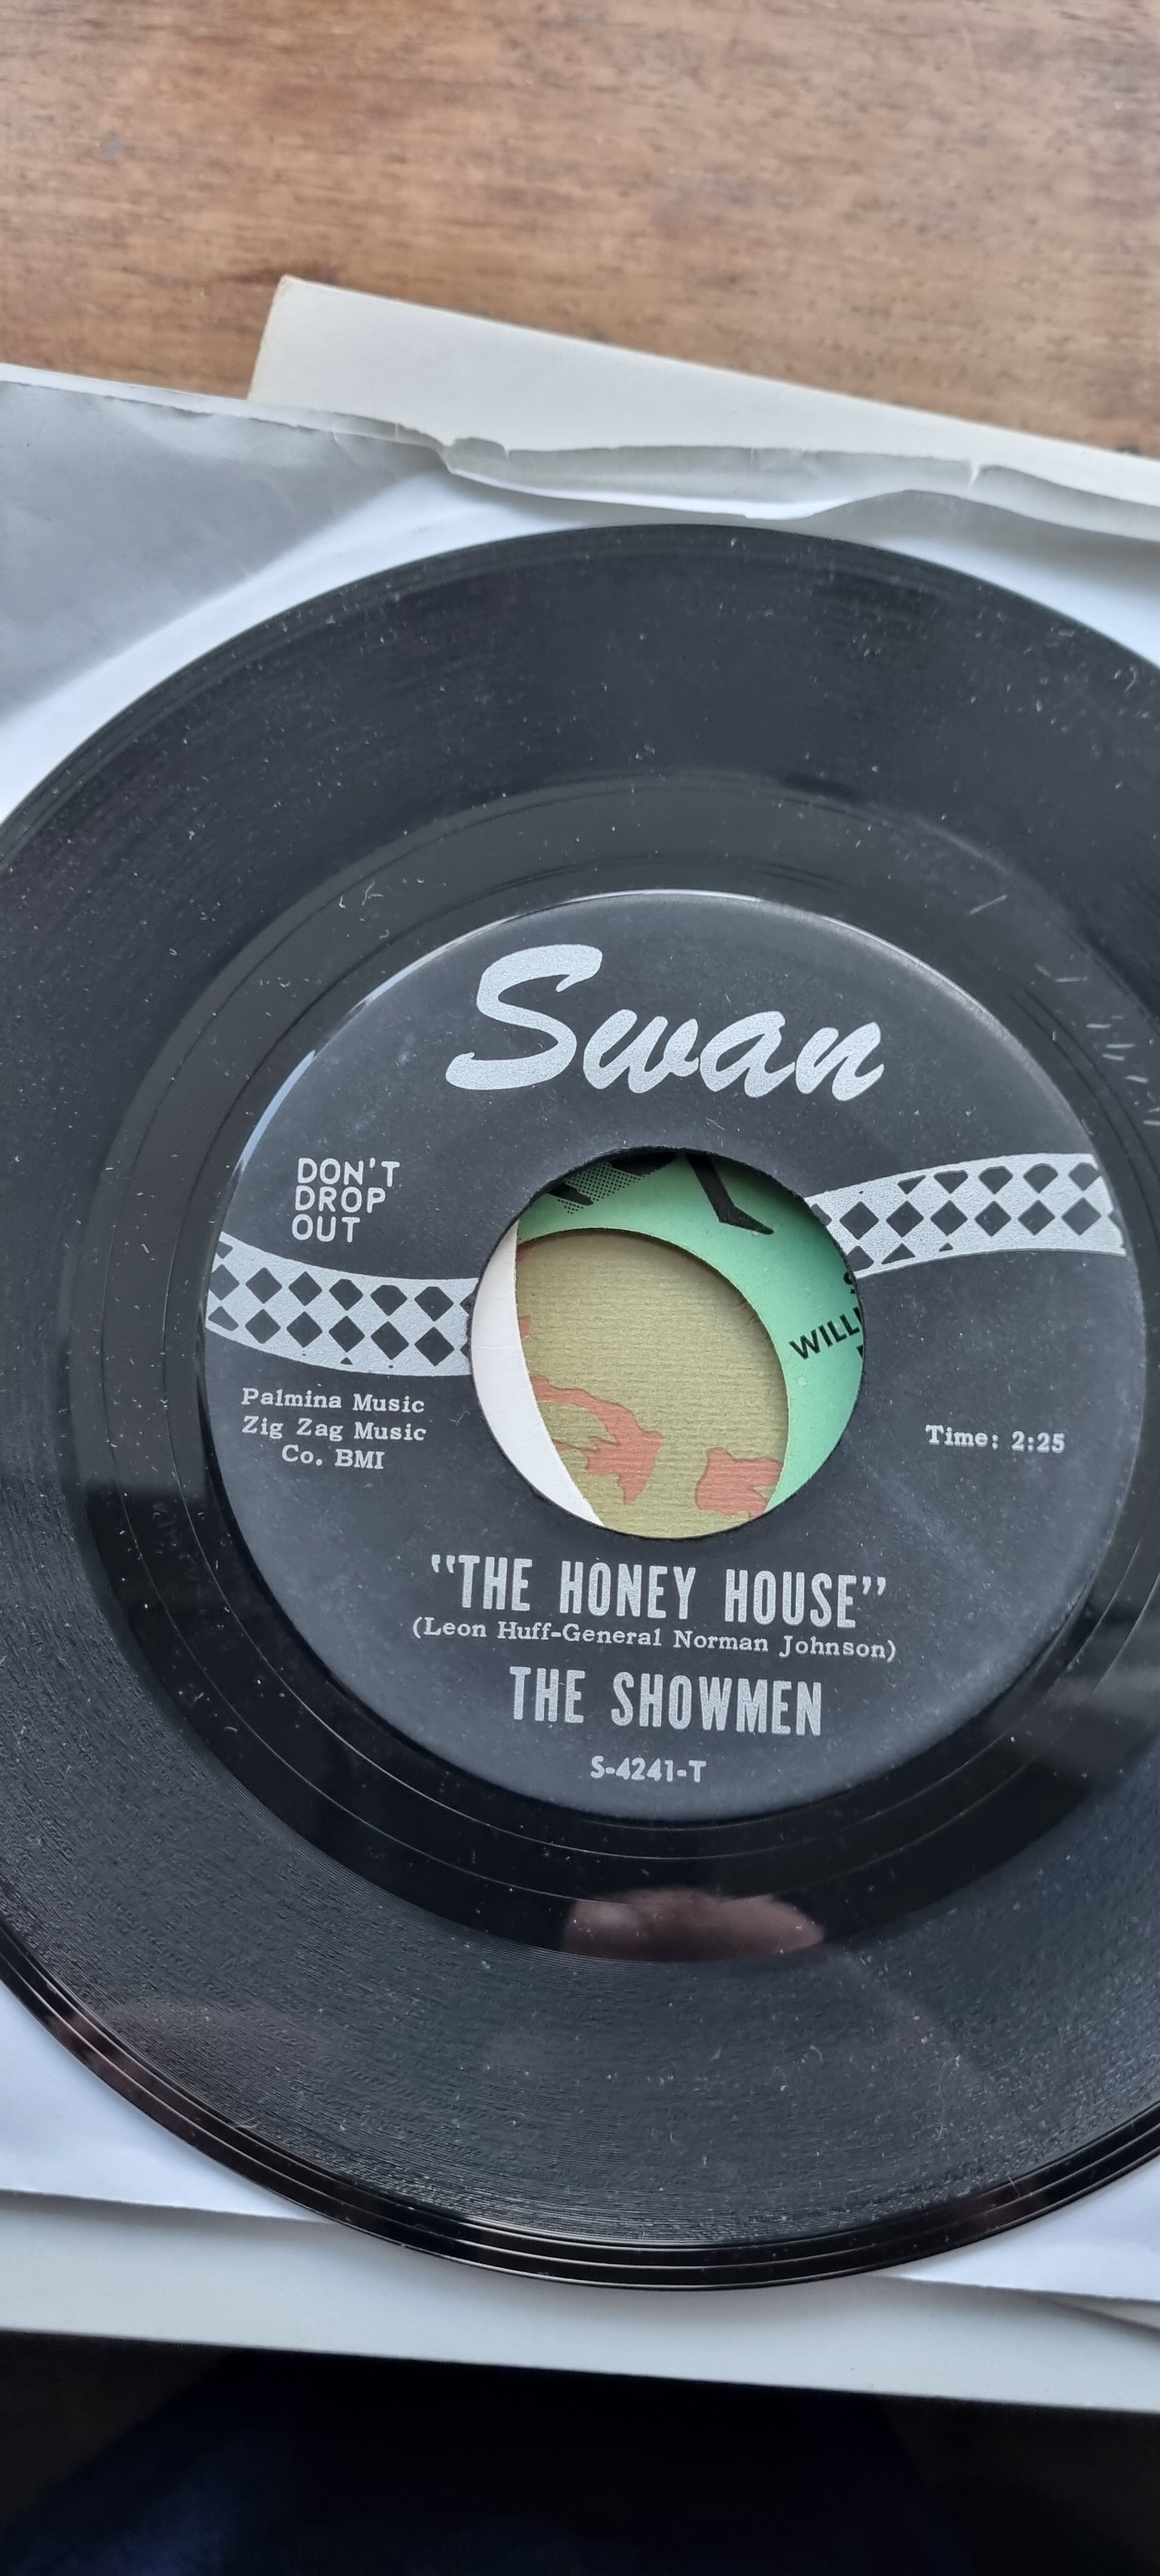 Swan
DON'T
DROP
OUT
Palmina Music
Zig Zag Music
Co. BMI
Time: 2:25
"THE HONEY HOUSE"
(Leon Huff-General Norman Johnson)
THE SHOWMEN
S-4241-T